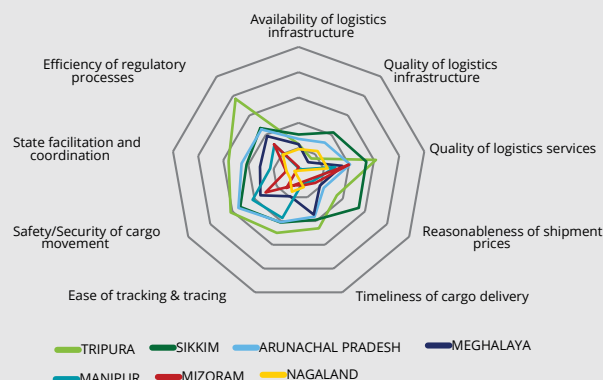 Availability of logistics
infrastructure
Efficiency of regulatory
processes
Quality of logistics
infrastructure
State facilitation and
coordination
Quality of logistics services
Safety/Security of cargo
movement
Reasonableness of shipment
prices
Ease of tracking & tracing
Timeliness of cargo delivery
TRIPURA SIKKIM ARUNACHAL PRADESH MEGHALAYA
MANIPUR MIZORAM NAGALAND